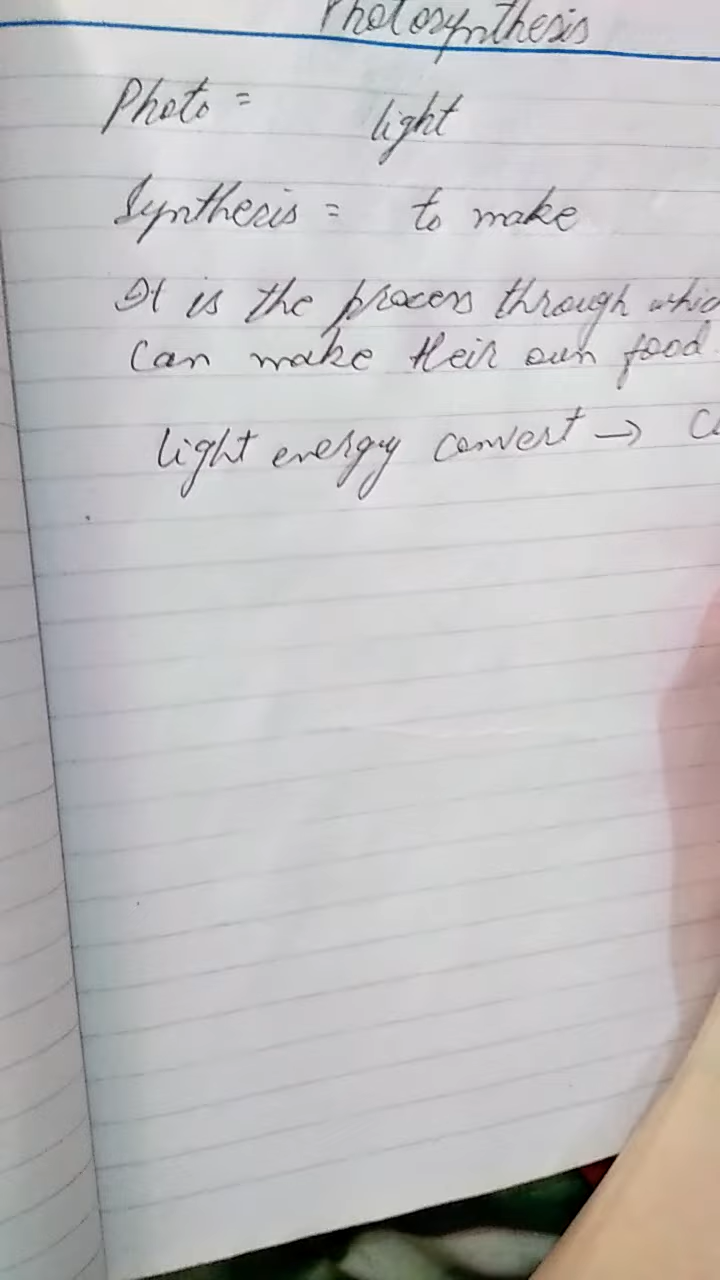 Photosynthesis
Photo = light
Synthesis = to make
It is the process through
can make their own food.
light energy convert →